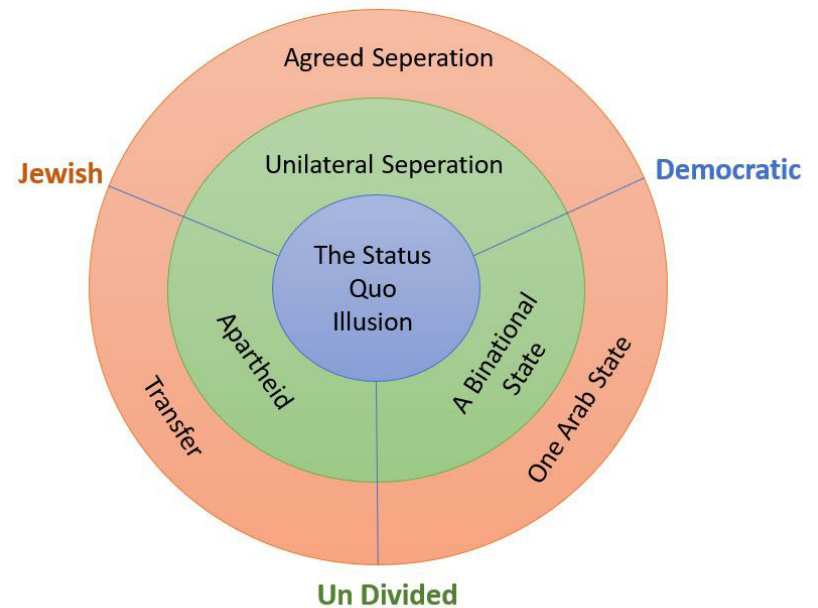 Agreed Seperation
Unilateral Seperation
Jewish
Democratic
The Status
Quo
Illusion
Apartheid
A Binational
State
Transfer
One Arab State
Un Divided